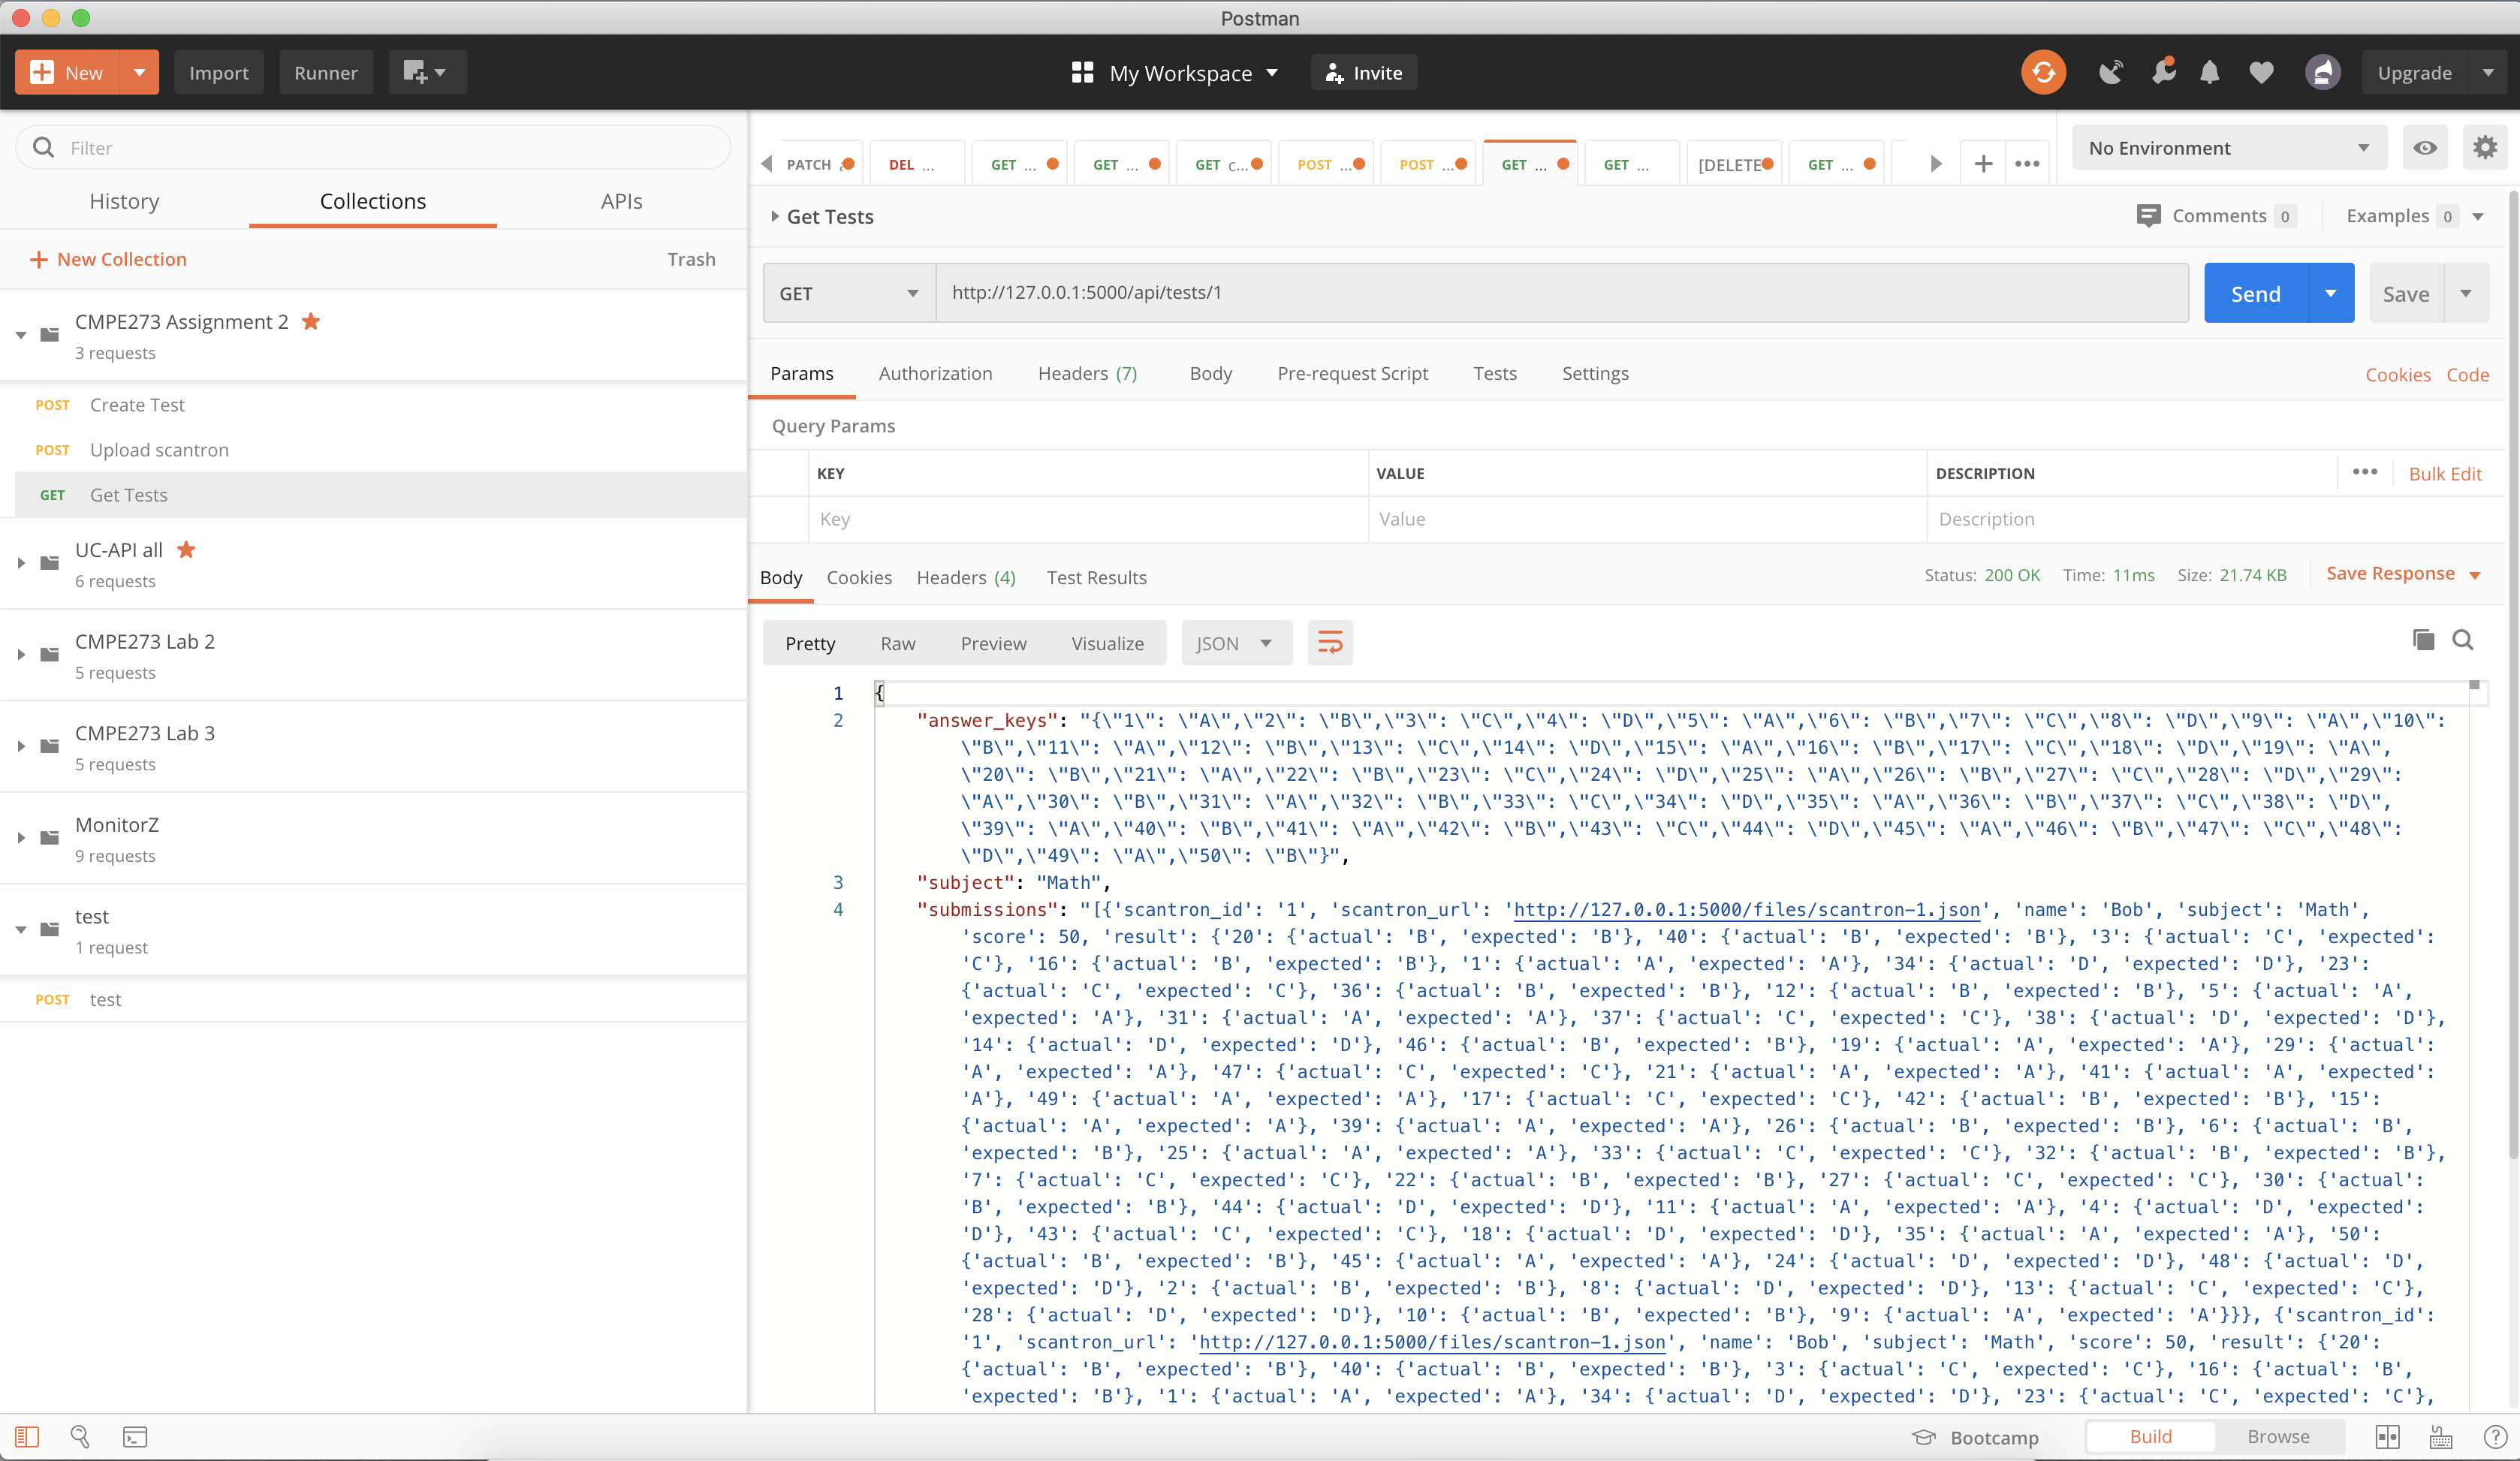 Postman
New
Import
Runner
My Workspace
Invite
Upgrade
Filter
History
Collections
APIs
New Collection
Trash
CMPE273 Assignment 2
3 requests
POST Create Test
POST Upload scantron
GET Get Tests
UC-API all
6 requests
CMPE273 Lab 2
5 requests
CMPE273 Lab 3
5 requests
MonitorZ
9 requests
test
1 request
POST test
PATCH
DEL ...
GET ...
GET ...
GET c...
POST ...
POST ...
GET ...
GET ...
[DELETE
GET ...
No Environment
Get Tests
Comments 0
Examples 0
GET
http://127.0.0.1:5000/api/tests/1
Send
Save
Params
Authorization
Headers (7)
Body
Pre-request Script
Tests
Settings
Cookies
Code
Query Params
KEY
VALUE
DESCRIPTION
Bulk Edit
Key
Value
Description
Body
Cookies
Headers (4)
Test Results
Status: 200 OK
Time: 11ms
Size: 21.74 KB
Save Response
Pretty
Raw
Preview
Visualize
JSON
1 {
2 "answer_keys": "{\"1\": \"A\",\"2\": \"B\",\"3\": \"C\",\"4\": \"D\",\"5\": \"A\",\"6\": \"B\",\"7\": \"C\",\"8\": \"D\",\"9\": \"A\",\"10\":
\"B\",\"11\": \"A\",\"12\": \"B\",\"13\": \"C\",\"14\": \"D\",\"15\": \"A\",\"16\": \"B\",\"17\": \"C\",\"18\": \"D\",\"19\": \"A\",
\"20\": \"B\",\"21\": \"A\",\"22\": \"B\",\"23\": \"C\",\"24\": \"D\",\"25\": \"A\",\"26\": \"B\",\"27\": \"C\",\"28\": \"D\",\"29\":
\"A\",\"30\": \"B\",\"31\": \"A\",\"32\": \"B\",\"33\": \"C\",\"34\": \"D\",\"35\": \"A\",\"36\": \"B\",\"37\": \"C\",\"38\": \"D\",
\"39\": \"A\",\"40\": \"B\",\"41\": \"A\",\"42\": \"B\",\"43\": \"C\",\"44\": \"D\",\"45\": \"A\",\"46\": \"B\",\"47\": \"C\",\"48\":
\"D\",\"49\": \"A\",\"50\": \"B\"}",
3 "subject": "Math",
4 "submissions": "[{'scantron_id': '1', 'scantron_url': 'http://127.0.0.1:5000/files/scantron-1.json', 'name': 'Bob', 'subject': 'Math',
'score': 50, 'result': {'20': {'actual': 'B', 'expected': 'B'}, '40': {'actual': 'B', 'expected': 'B'}, '3': {'actual': 'C', 'expected':
'C'}, '16': {'actual': 'B', 'expected': 'B'}, '1': {'actual': 'A', 'expected': 'A'}, '34': {'actual': 'D', 'expected': 'D'}, '23':
{'actual': 'C', 'expected': 'C'}, '36': {'actual': 'B', 'expected': 'B'}, '12': {'actual': 'B', 'expected': 'B'}, '5': {'actual': 'A',
'expected': 'A'}, '31': {'actual': 'A', 'expected': 'A'}, '37': {'actual': 'C', 'expected': 'C'}, '38': {'actual': 'D', 'expected': 'D'},
'14': {'actual': 'D', 'expected': 'D'}, '46': {'actual': 'B', 'expected': 'B'}, '19': {'actual': 'A', 'expected': 'A'}, '29': {'actual':
'A', 'expected': 'A'}, '47': {'actual': 'C', 'expected': 'C'}, '21': {'actual': 'A', 'expected': 'A'}, '41': {'actual': 'A', 'expected':
'A'}, '49': {'actual': 'A', 'expected': 'A'}, '17': {'actual': 'C', 'expected': 'C'}, '42': {'actual': 'B', 'expected': 'B'}, '15':
{'actual': 'A', 'expected': 'A'}, '39': {'actual': 'A', 'expected': 'A'}, '26': {'actual': 'B', 'expected': 'B'}, '6': {'actual': 'B',
'expected': 'B'}, '25': {'actual': 'A', 'expected': 'A'}, '33': {'actual': 'C', 'expected': 'C'}, '32': {'actual': 'B', 'expected': 'B'},
'7': {'actual': 'C', 'expected': 'C'}, '22': {'actual': 'B', 'expected': 'B'}, '27': {'actual': 'C', 'expected': 'C'}, '30': {'actual':
'B', 'expected': 'B'}, '44': {'actual': 'D', 'expected': 'D'}, '11': {'actual': 'A', 'expected': 'A'}, '4': {'actual': 'D', 'expected':
'D'}, '43': {'actual': 'C', 'expected': 'C'}, '18': {'actual': 'D', 'expected': 'D'}, '35': {'actual': 'A', 'expected': 'A'}, '50':
{'actual': 'B', 'expected': 'B'}, '45': {'actual': 'A', 'expected': 'A'}, '24': {'actual': 'D', 'expected': 'D'}, '48': {'actual': 'D',
'expected': 'D'}, '2': {'actual': 'B', 'expected': 'B'}, '8': {'actual': 'D', 'expected': 'D'}, '13': {'actual': 'C', 'expected': 'C'},
'28': {'actual': 'D', 'expected': 'D'}, '10': {'actual': 'B', 'expected': 'B'}, '9': {'actual': 'A', 'expected': 'A'}}}, {'scantron_id':
'1', 'scantron_url': 'http://127.0.0.1:5000/files/scantron-1.json', 'name': 'Bob', 'subject': 'Math', 'score': 50, 'result': {'20':
{'actual': 'B', 'expected': 'B'}, '40': {'actual': 'B', 'expected': 'B'}, '3': {'actual': 'C', 'expected': 'C'}, '16': {'actual': 'B',
'expected': 'B'}, '1': {'actual': 'A', 'expected': 'A'}, '34': {'actual': 'D', 'expected': 'D'}, '23': {'actual': 'C', 'expected': 'C'},
Bootcamp
Build
Browse